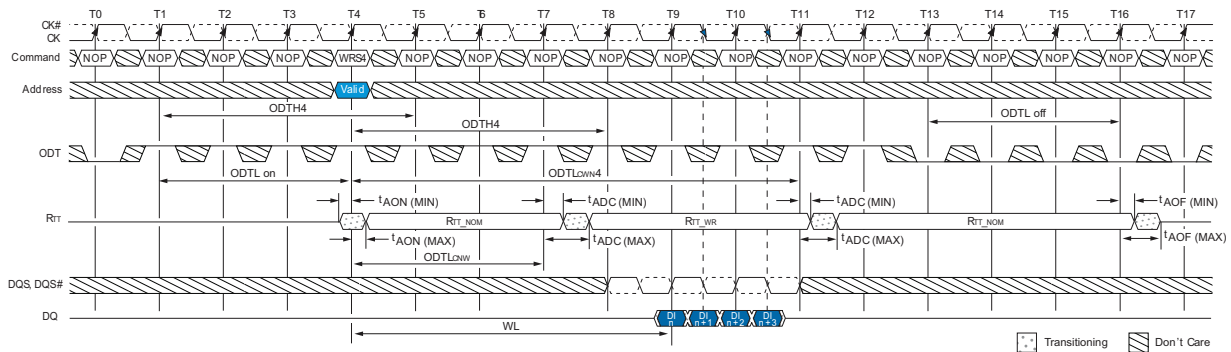 T0 T1 T2 T3 T4 T5 T6 T7 T8 T9 T10 T11 T12 T13 T14 T15 T16 T17
CK#
CK
Command NOP NOP NOP NOP WRS4 NOP NOP NOP NOP NOP NOP NOP NOP NOP NOP NOP NOP NOP
Address Valid
ODTH4 ODTL off
ODTH4
ODT
ODTL on ODTLCWN4
tAON (MIN) tADC (MIN) tADC (MIN) tAOF (MIN)
RTT RTT_NOM RTT_WR RTT_NOM
tAON (MAX) tADC (MAX) tADC (MAX) tAOF (MAX)
ODTLCNW
DQS, DQS#
DQ DI n DI n+1 DI n+2 DI n+3
WL
Transitioning Don't Care